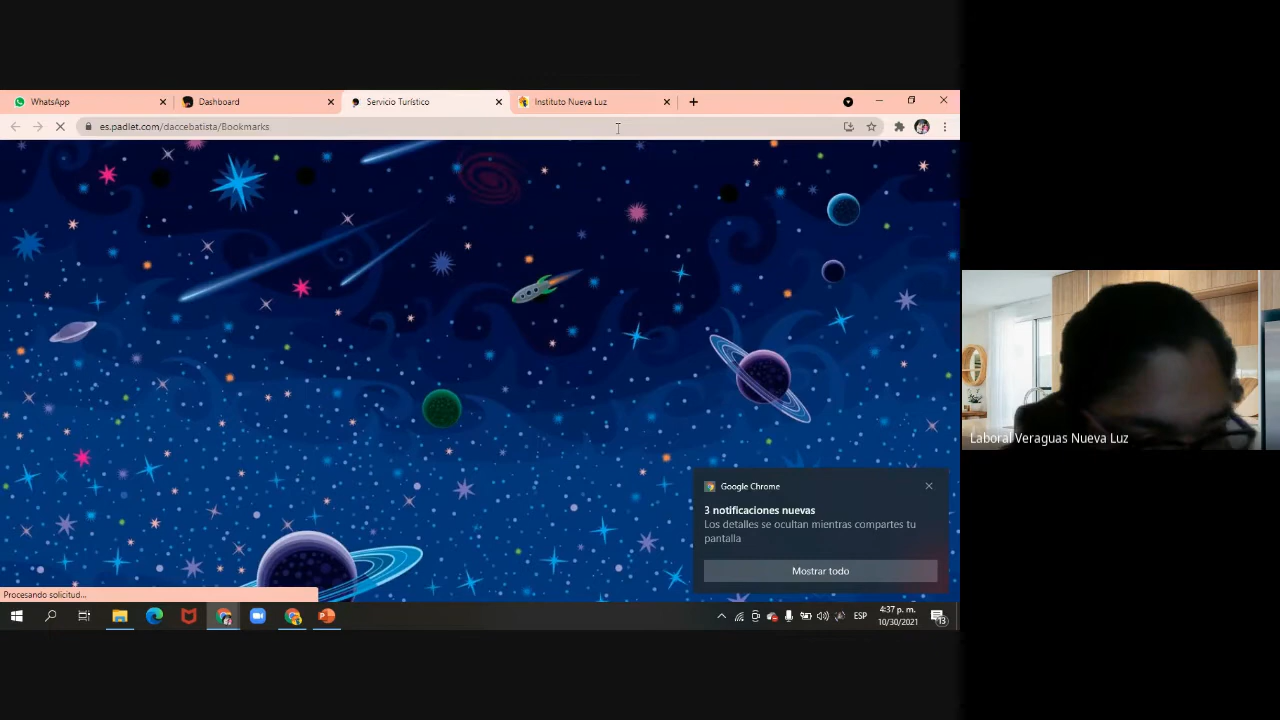 WhatsApp
Dashboard
Servicio Turístico
Instituto Nueva Luz
es.padlet.com/daccebatista/Bookmarks
Google Chrome
3 notificaciones nuevas
Los detalles se ocultan mientras compartes tu
pantalla
Mostrar todo
Laboral Veraguas Nueva Luz
Procesando solicitud...
ESP
4:37 p. m.
10/30/2021
13